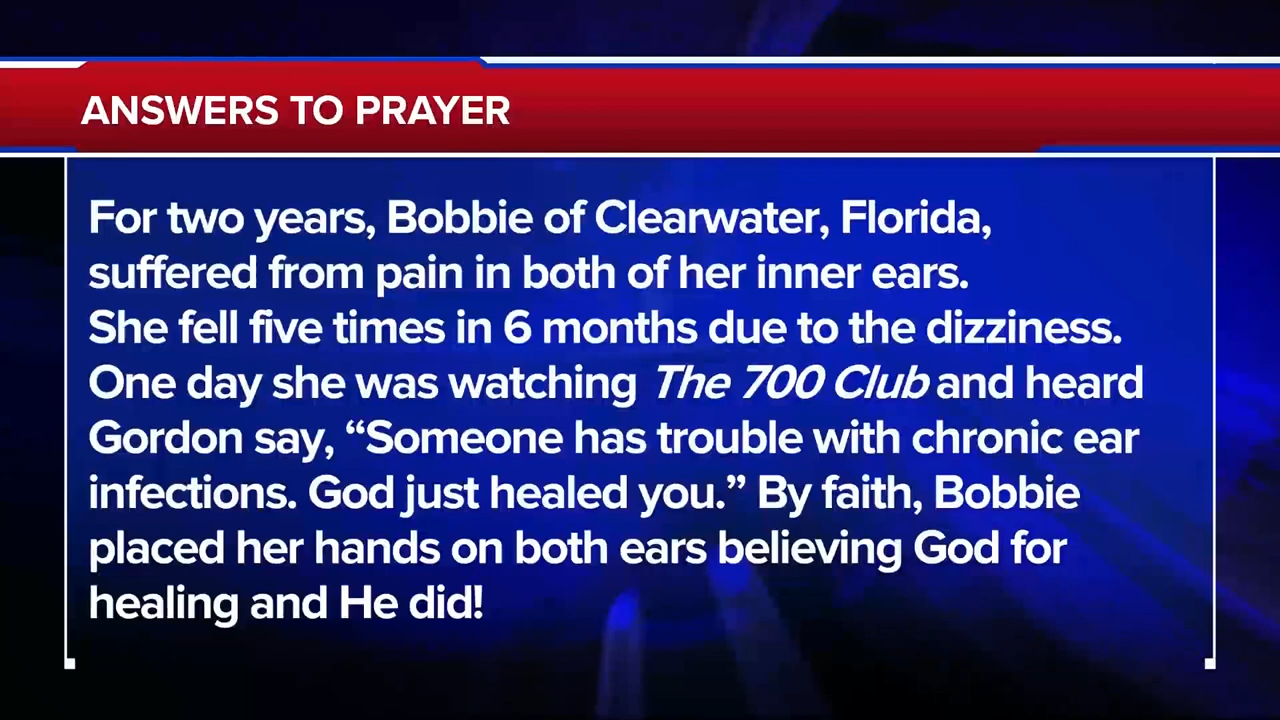 ANSWERS TO PRAYER
For two years, Bobbie of Clearwater, Florida,
suffered from pain in both of her inner ears.
She fell five times in 6 months due to the dizziness.
One day she was watching The 700 Club and heard
Gordon say, “Someone has trouble with chronic ear
infections. God just healed you.” By faith, Bobbie
placed her hands on both ears believing God for
healing and He did!